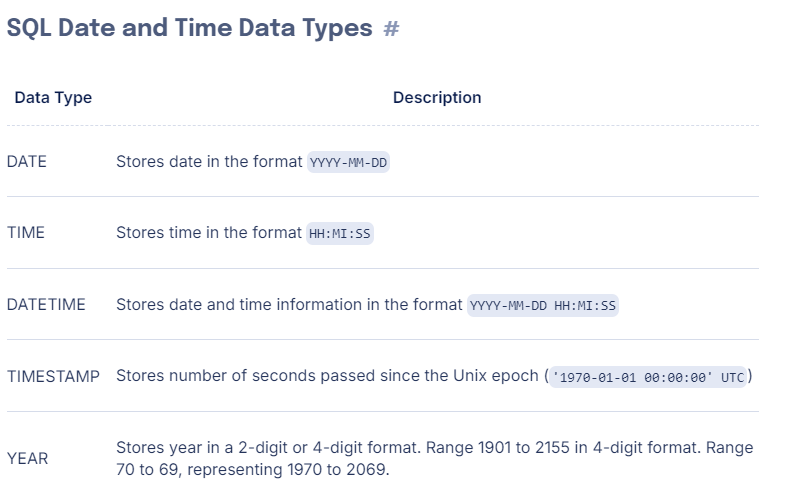 SQL Date and Time Data Types #
Data Type Description
DATE Stores date in the format YYYY-MM-DD
TIME Stores time in the format HH:MI:SS
DATETIME Stores date and time information in the format YYYY-MM-DD HH:MI:SS
TIMESTAMP Stores number of seconds passed since the Unix epoch ('1970-01-01 00:00:00' UTC)
YEAR Stores year in a 2-digit or 4-digit format. Range 1901 to 2155 in 4-digit format. Range
70 to 69, representing 1970 to 2069.